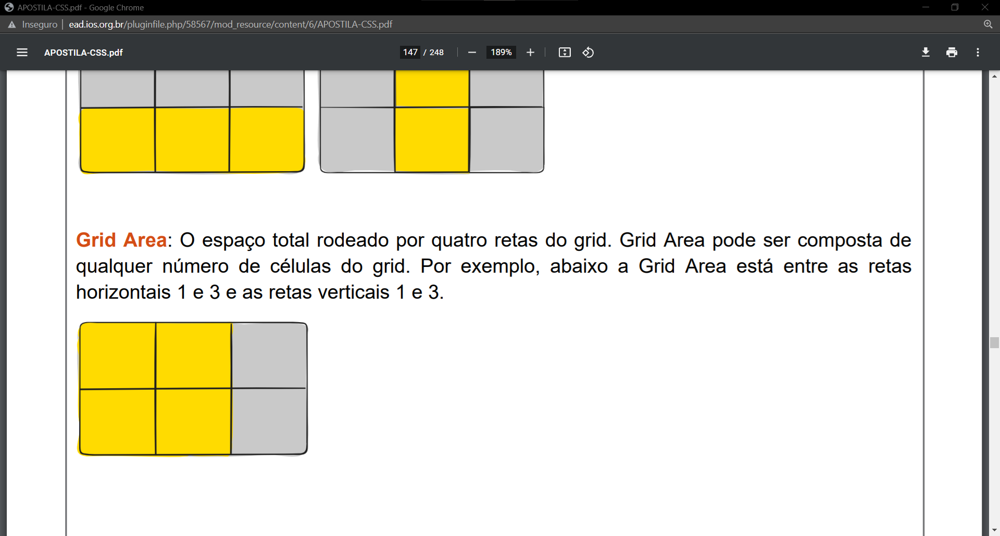 APOSTILA-CSS.pdf - Google Chrome
Inseguro | ead.ios.org.br/pluginfile.php/58567/mod_resource/content/6/APOSTILA-CSS.pdf
APOSTILA-CSS.pdf 147 / 248 189%
Grid Area: O espaço total rodeado por quatro retas do grid. Grid Area pode ser composta de
qualquer número de células do grid. Por exemplo, abaixo a Grid Area está entre as retas
horizontais 1 e 3 e as retas verticais 1 e 3.